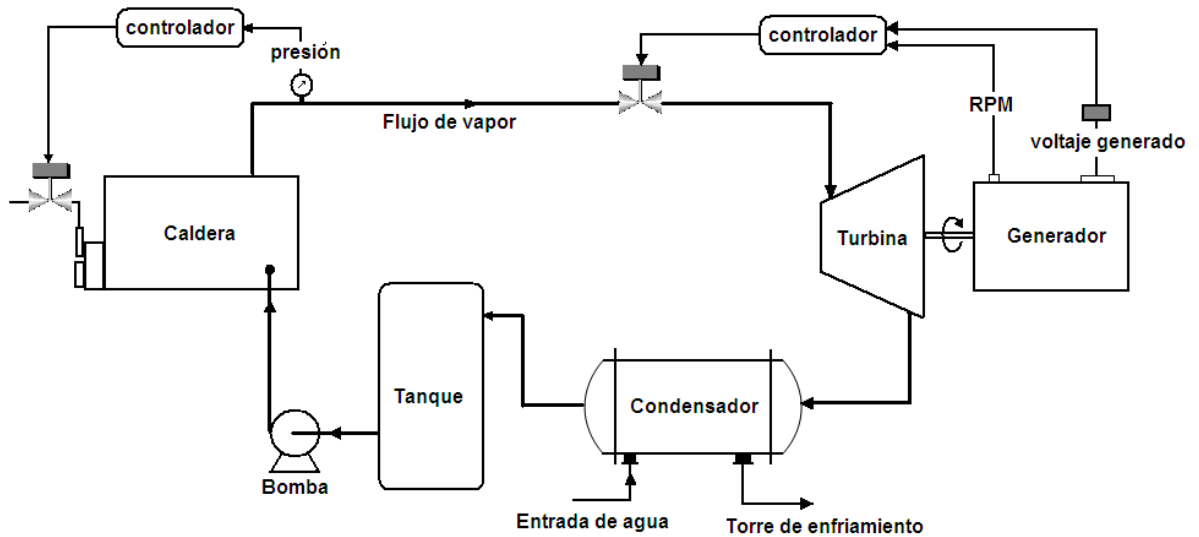 controlador
presión
controlador
Flujo de vapor
RPM
voltaje generado
Caldera
Turbina
Generador
Tanque
Condensador
Bomba
Entrada de agua
Torre de enfriamiento